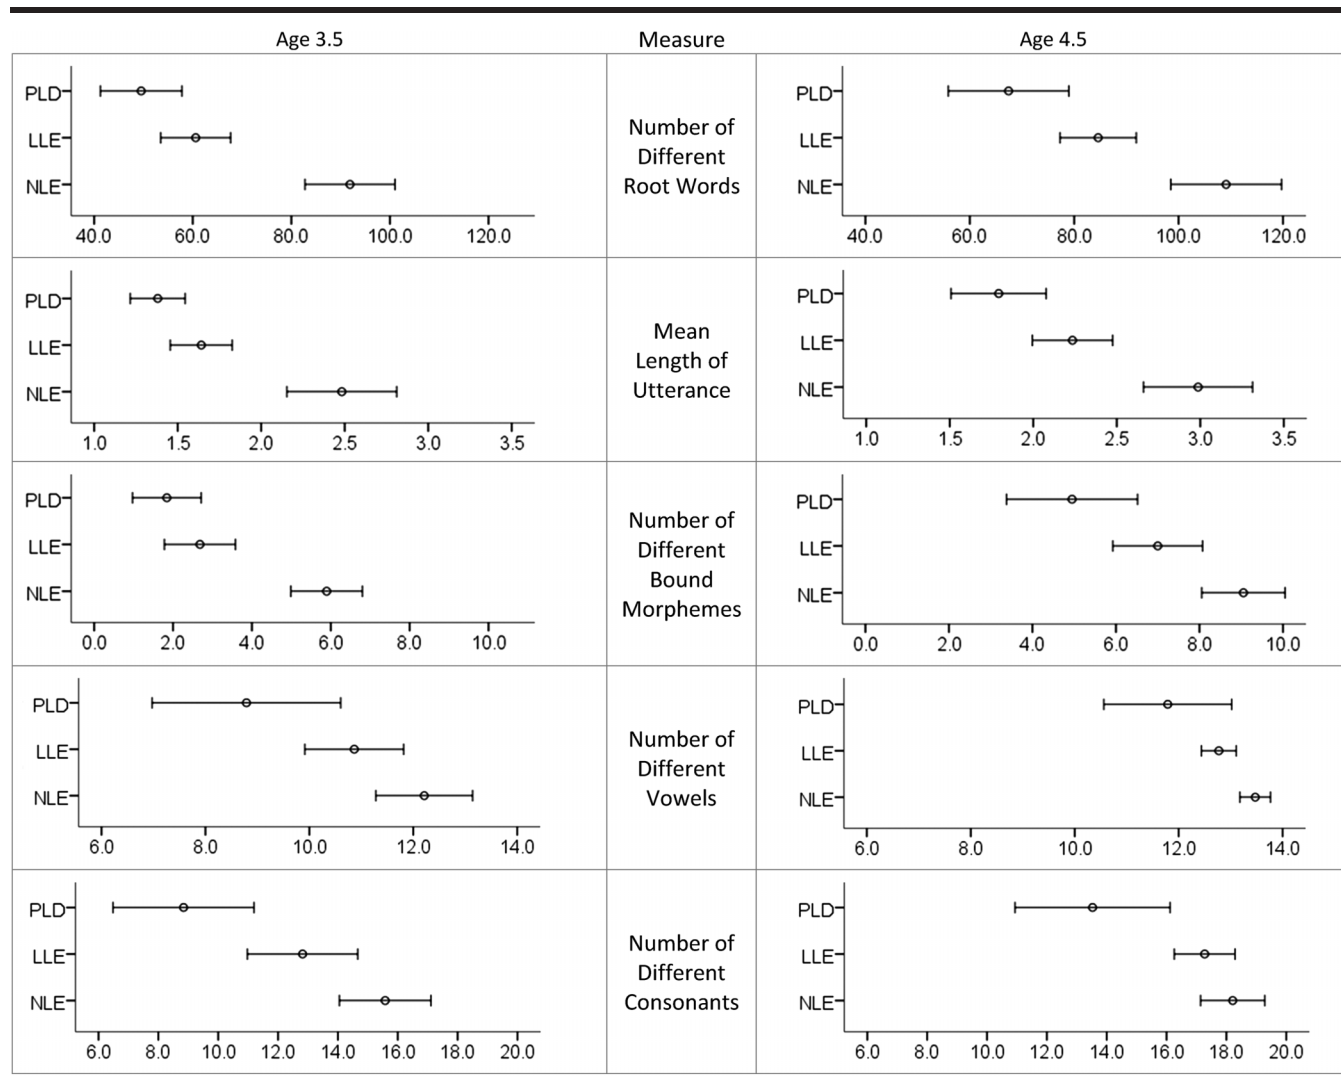 Age 3.5 Measure Age 4.5
PLD
LLE
NLE
40.0 60.0 80.0 100.0 120.0
Number of
Different
Root Words
PLD
LLE
NLE
40.0 60.0 80.0 100.0 120.0
PLD
LLE
NLE
1.0 1.5 2.0 2.5 3.0 3.5
Mean
Length of
Utterance
PLD
LLE
NLE
1.0 1.5 2.0 2.5 3.0 3.5
PLD
LLE
NLE
0.0 2.0 4.0 6.0 8.0 10.0
Number of
Different
Bound
Morphemes
PLD
LLE
NLE
0.0 2.0 4.0 6.0 8.0 10.0
PLD
LLE
NLE
6.0 8.0 10.0 12.0 14.0
Number of
Different
Vowels
PLD
LLE
NLE
6.0 8.0 10.0 12.0 14.0
PLD
LLE
NLE
6.0 8.0 10.0 12.0 14.0 16.0 18.0 20.0
Number of
Different
Consonants
PLD
LLE
NLE
6.0 8.0 10.0 12.0 14.0 16.0 18.0 20.0